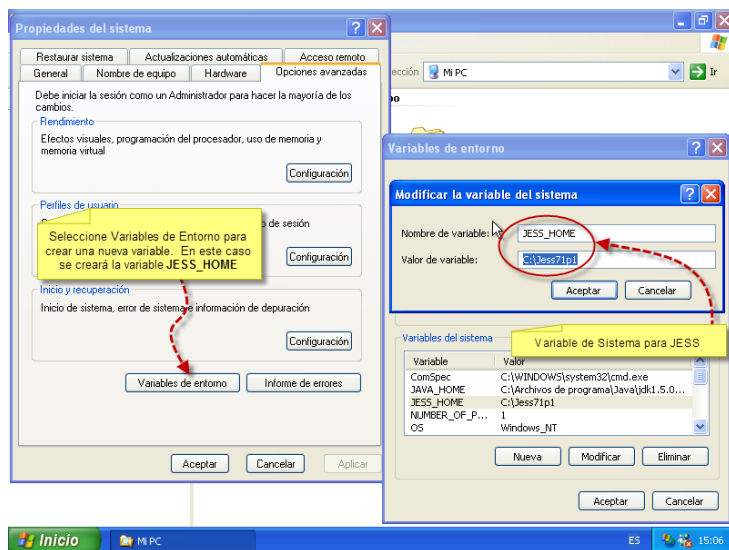 Propiedades del sistema
Restaurar sistema
Actualizaciones automáticas
Acceso remoto
General
Nombre de equipo
Hardware
Opciones avanzadas
Debe iniciar la sesión como un Administrador para hacer la mayoría de los
cambios.
Rendimiento
Efectos visuales, programación del procesador, uso de memoria y
memoria virtual
Configuración
Perfiles de usuario
de sesión
Seleccione Variables de Entorno para
crear una nueva variable. En este caso
se creará la variable JESS_HOME
Configuración
Inicio y recuperación
Inicio de sistema, error de sistema e información de depuración
Configuración
Variables de entorno
Informe de errores
Aceptar
Cancelar
Aplicar
ección
Mi PC
Ir
Variables de entorno
Modificar la variable del sistema
Nombre de variable:
JESS_HOME
Valor de variable:
C:\Jess71p1
Aceptar
Cancelar
Variables del sistema
Variable de Sistema para JESS
Variable
Valor
ComSpec
C:\WINDOWS\system32\cmd.exe
JAVA_HOME
C:\Archivos de programa\Java\jdk1.5.0...
JESS_HOME
C:\Jess71p1
NUMBER_OF_P...
1
OS
Windows_NT
Nueva
Modificar
Eliminar
Aceptar
Cancelar
Inicio
Mi PC
ES
15:06